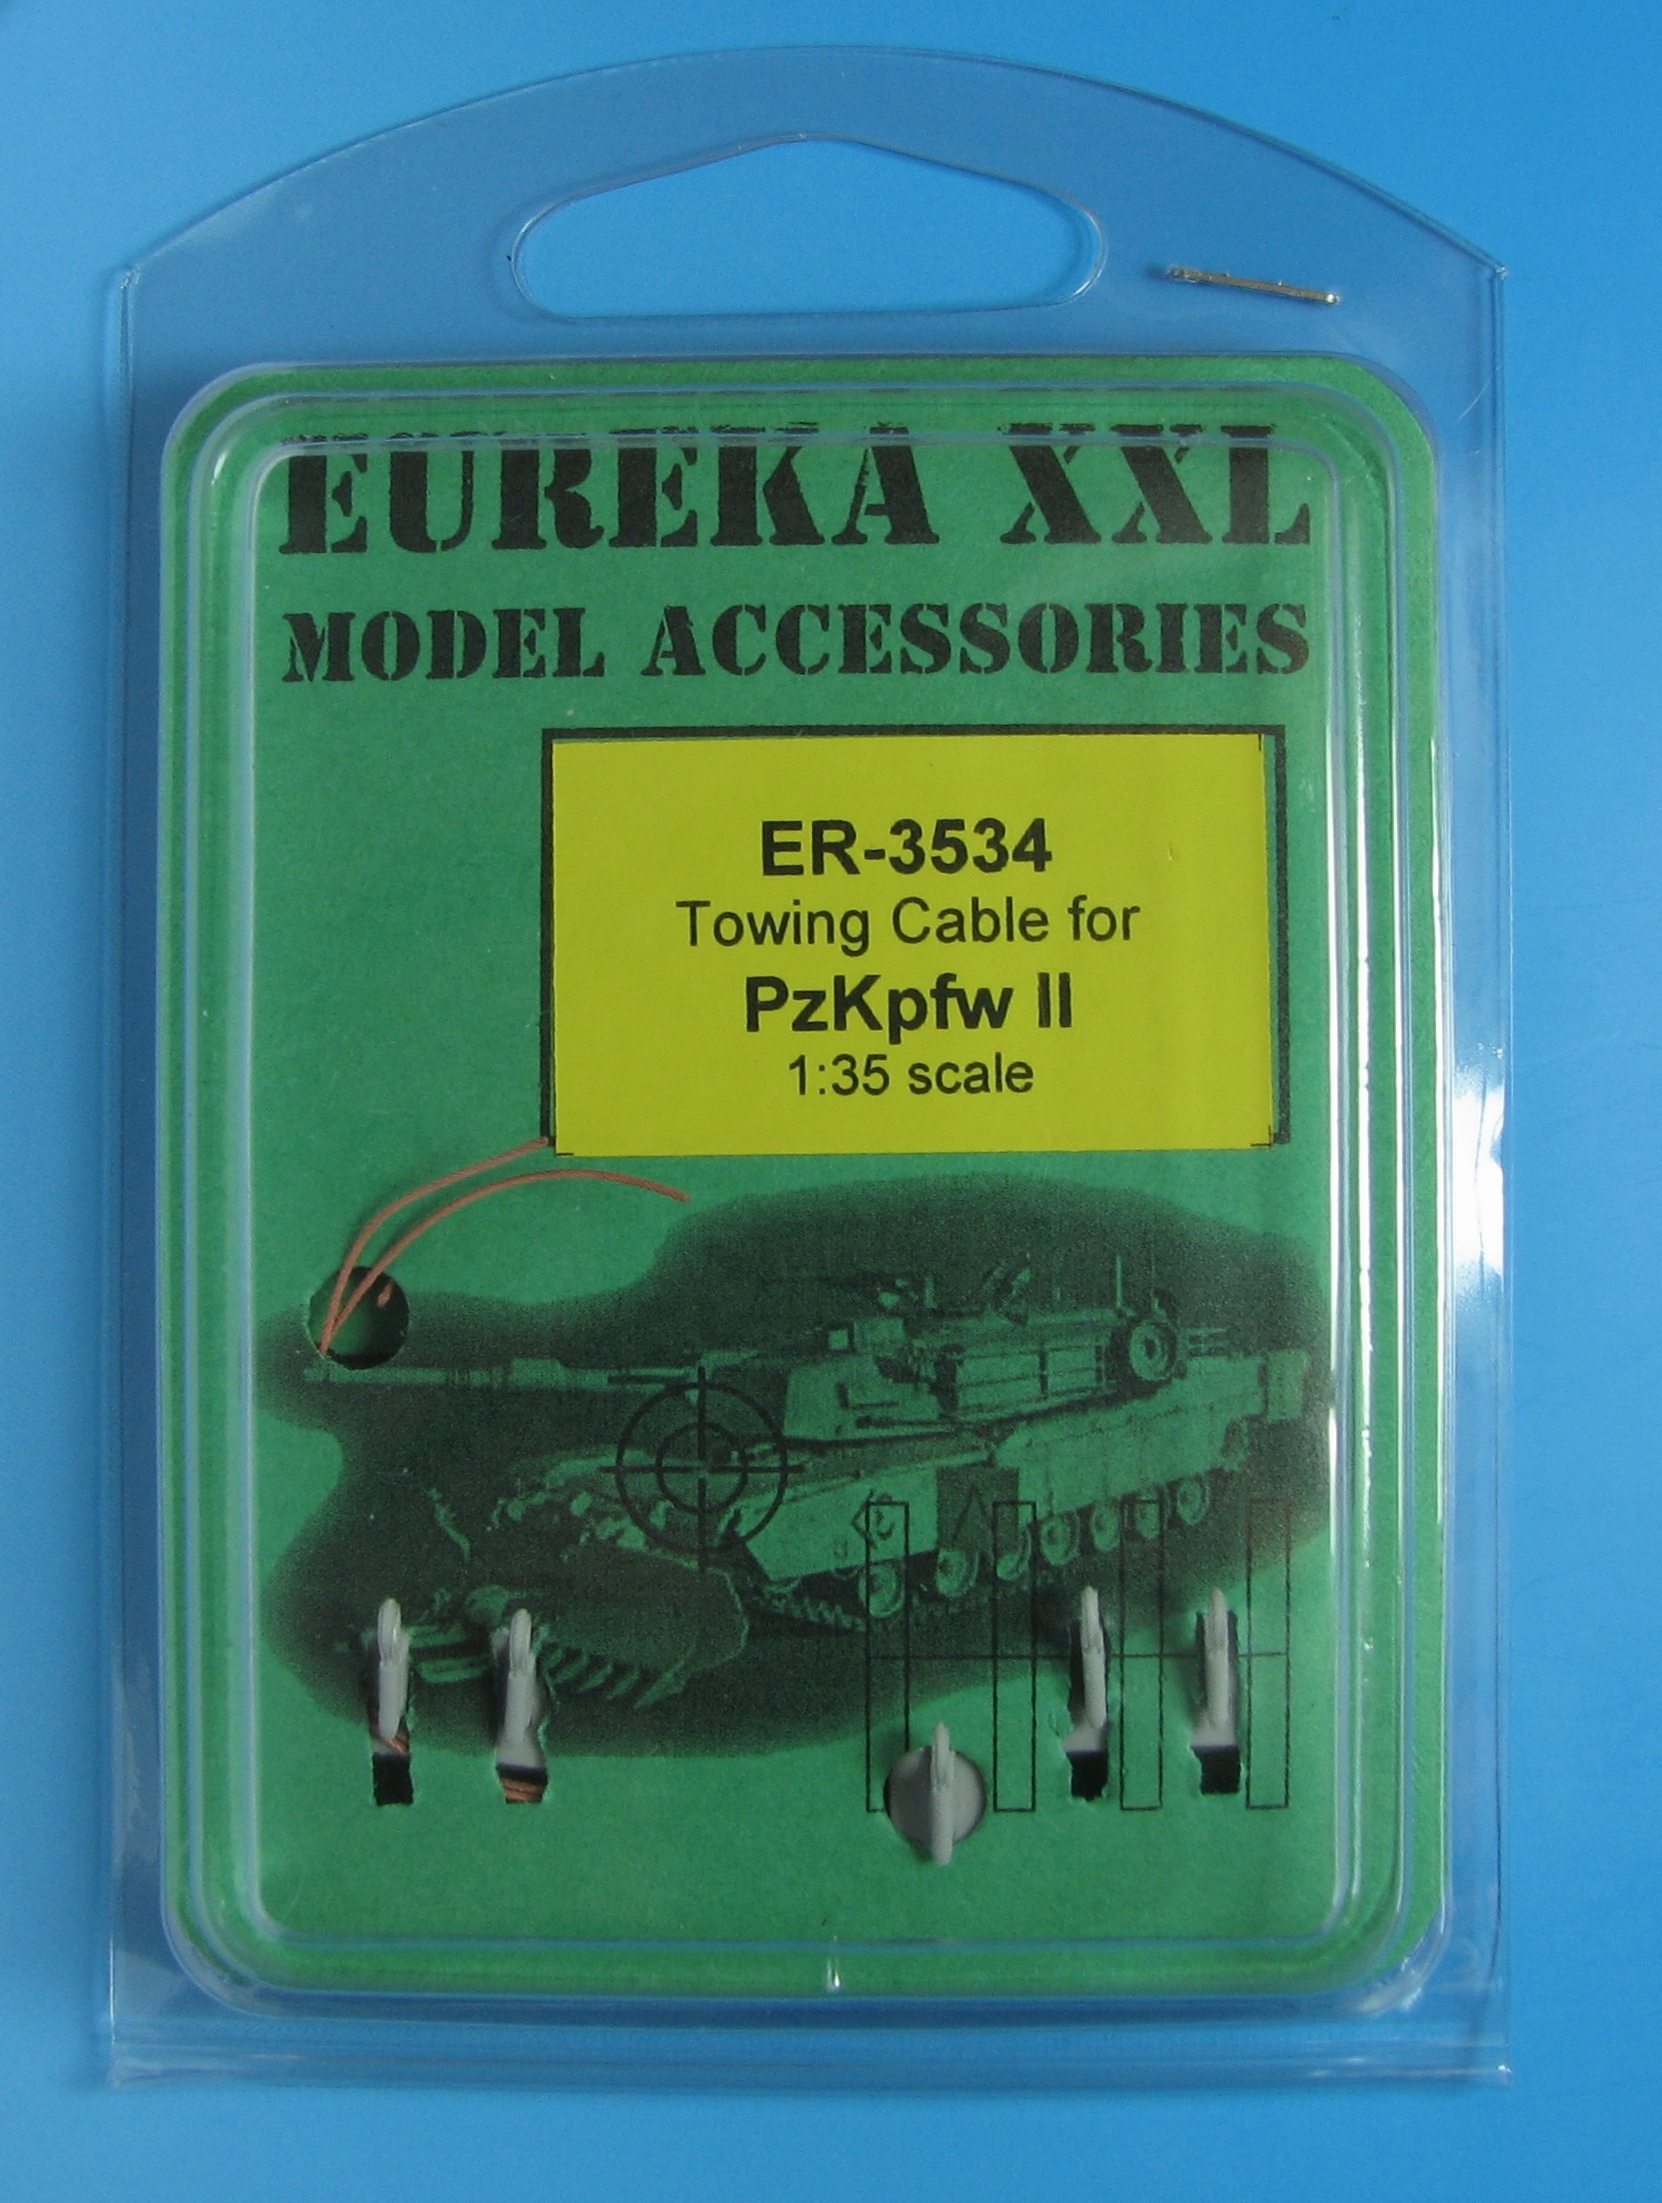 EUREKA XXL
MODEL ACCESSORIES
ER-3534
Towing Cable for
PzKpfw II
1:35 scale